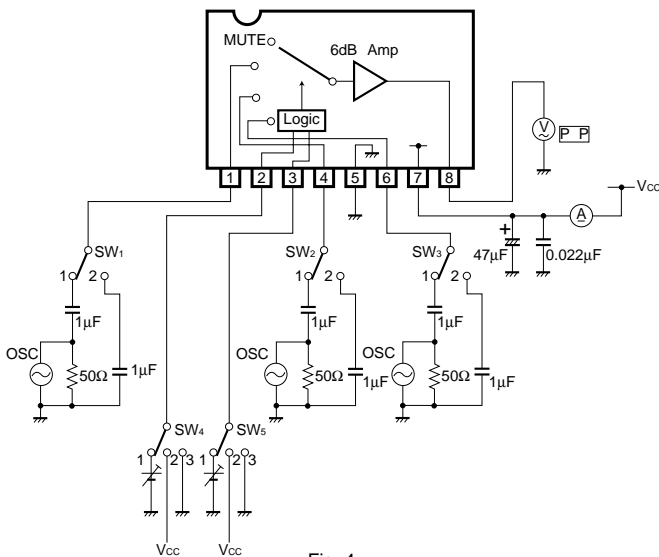 MUTE
6dB Amp
Logic
V
P P
1 2 3 4 5 6 7 8
Vcc
A
SW1
SW2
SW3
+
47μF
0.022μF
1 2
1 2
1 2
1μF
1μF
1μF
OSC
50Ω
1μF
OSC
50Ω
1μF
OSC
50Ω
1μF
SW4
SW5
1 2 3
1 2 3
Vcc
Vcc